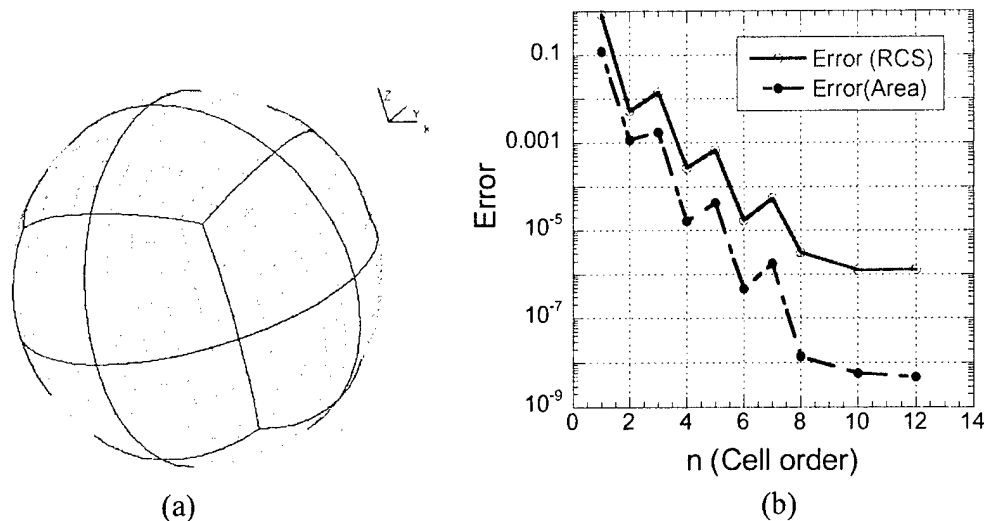 Z
Y
X
(a)
Error (RCS)
Error(Area)
Error
0.1
0.001
10-5
10-7
10-9
0 2 4 6 8 10 12 14
n (Cell order)
(b)